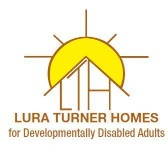 LTH
LURA TURNER HOMES
for Developmentally Disabled Adults